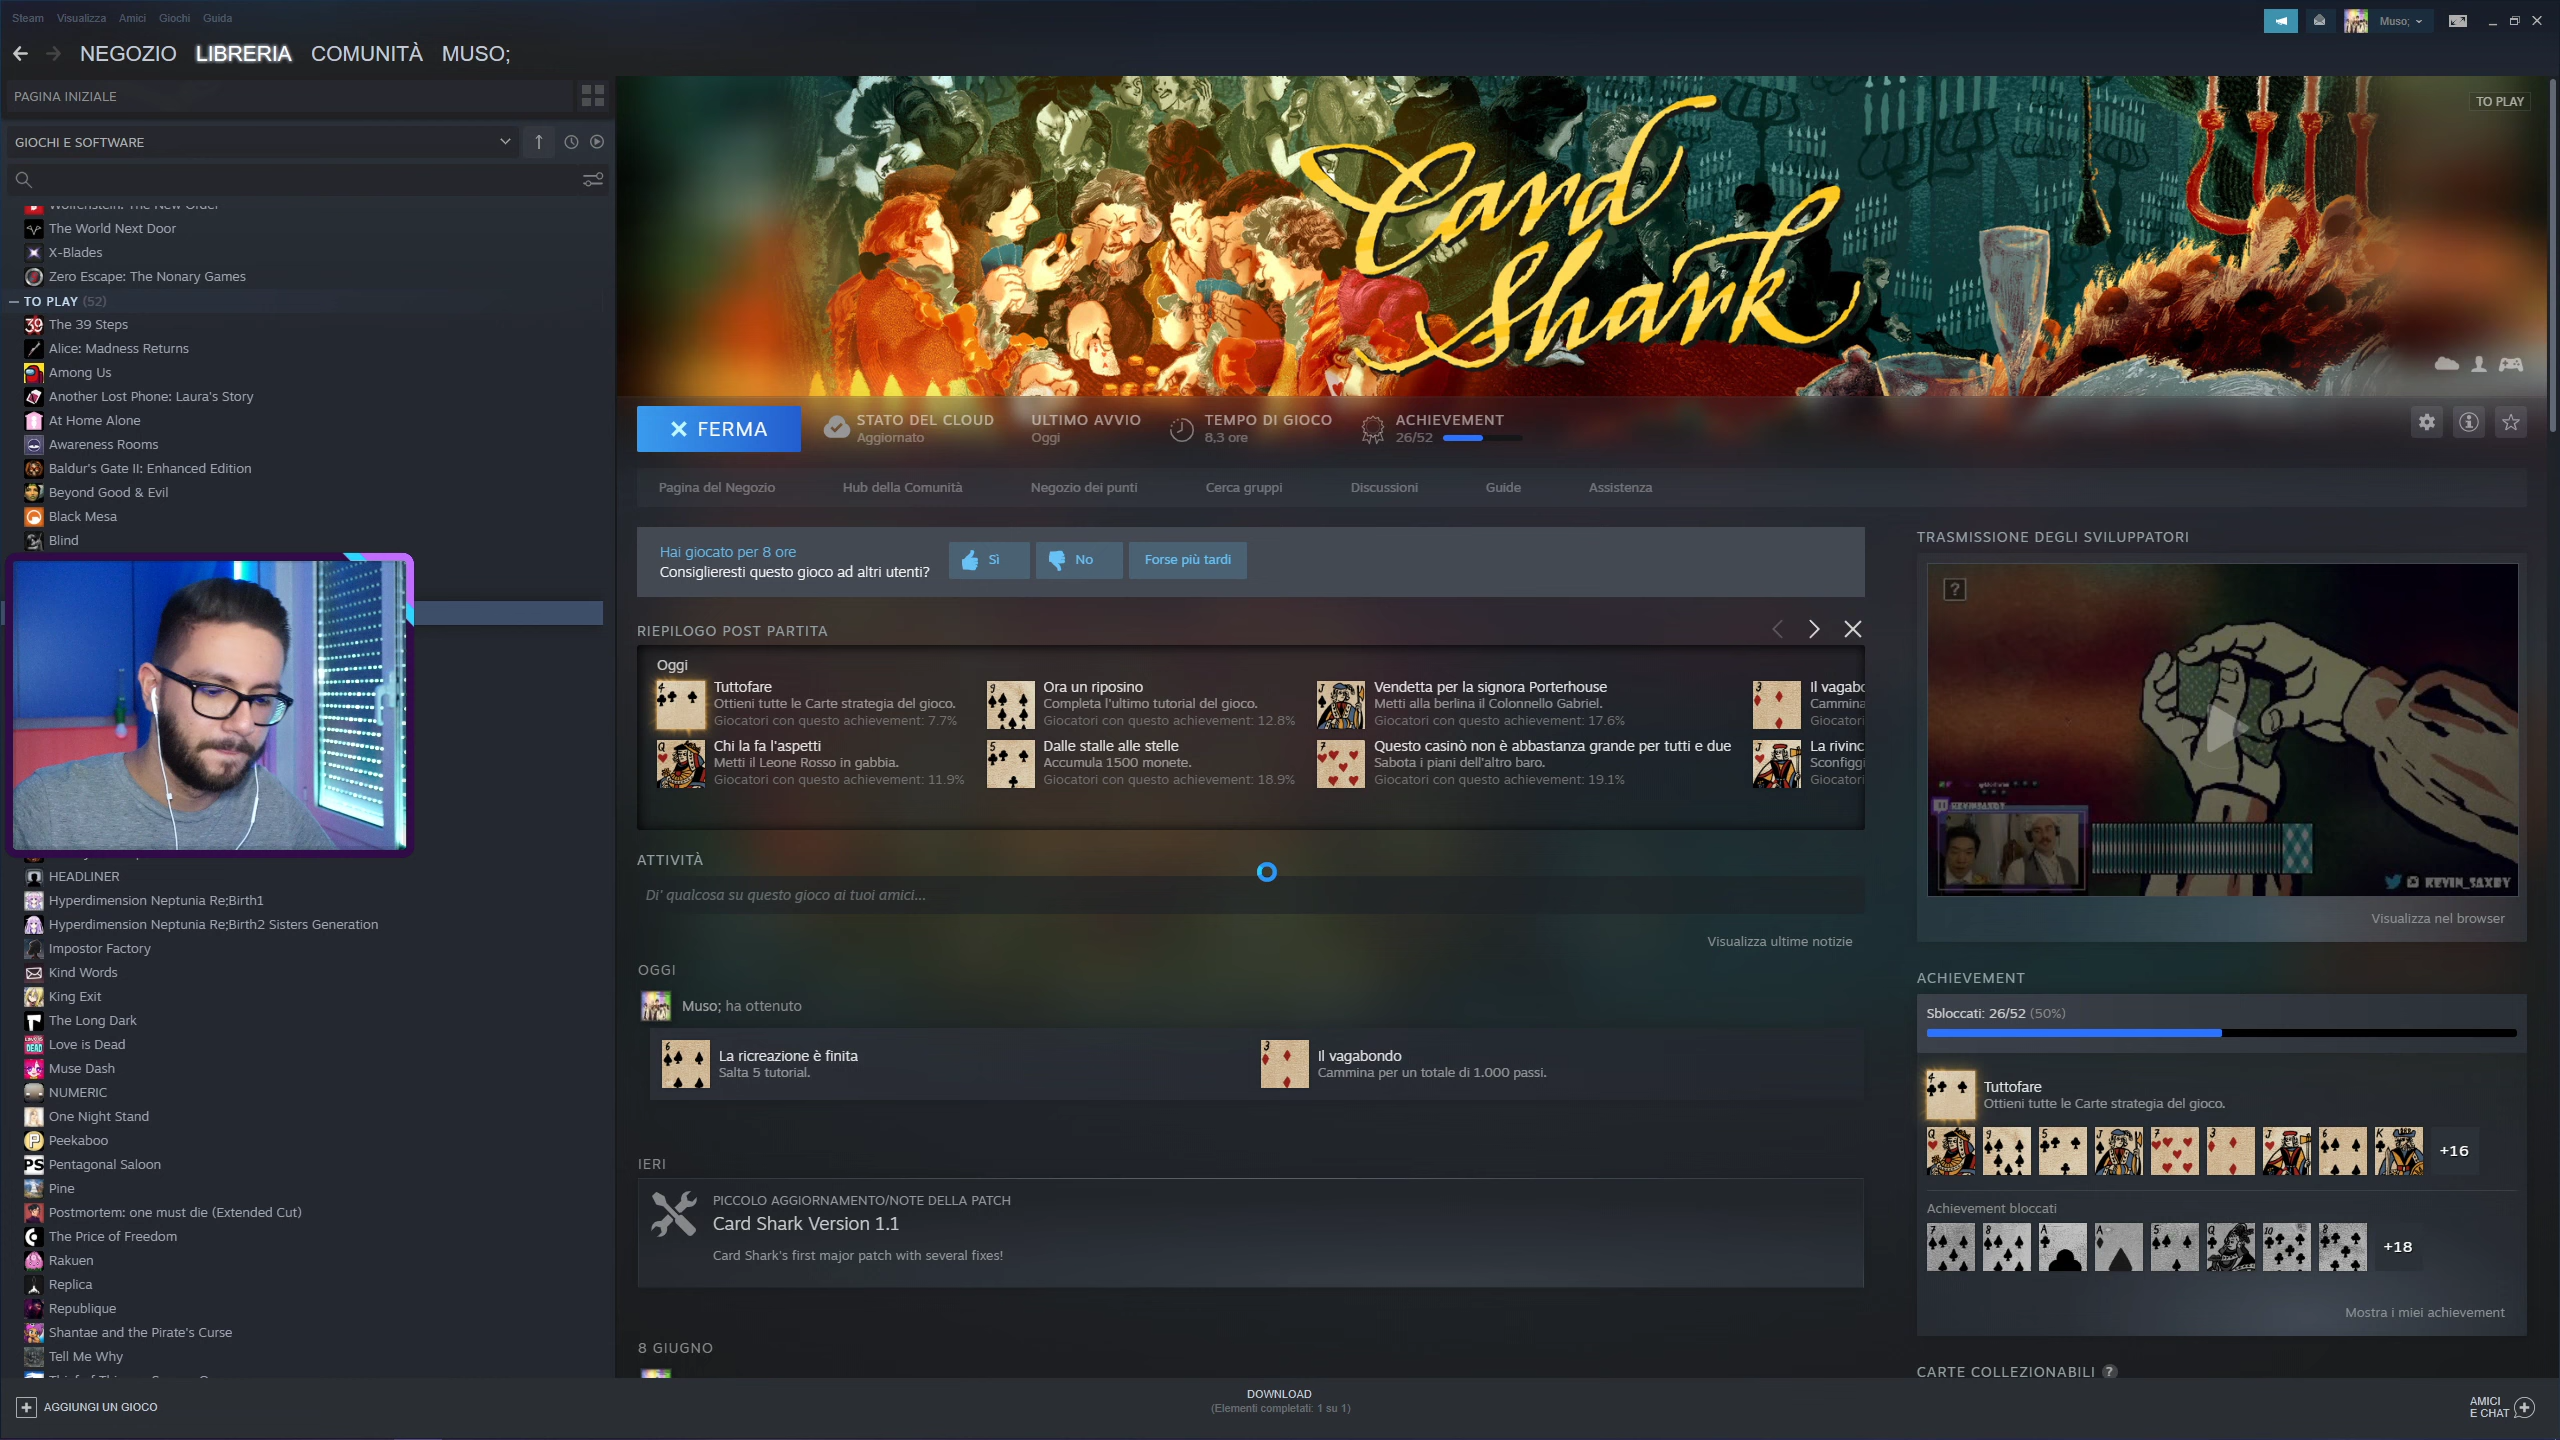 Steam Visualizza Amici Giochi Guida
Muso;
NEGOZIO LIBRERIA COMUNITÀ MUSO;
PAGINA INIZIALE
GIOCHI E SOFTWARE
Wolfenstein: The New Order
The World Next Door
X-Blades
Zero Escape: The Nonary Games
TO PLAY (52)
The 39 Steps
Alice: Madness Returns
Among Us
Another Lost Phone: Laura's Story
At Home Alone
Awareness Rooms
Baldur's Gate II: Enhanced Edition
Beyond Good & Evil
Black Mesa
Blind
HEADLINER
Hyperdimension Neptunia Re;Birth1
Hyperdimension Neptunia Re;Birth2 Sisters Generation
Impostor Factory
Kind Words
King Exit
The Long Dark
Love is Dead
Muse Dash
NUMERIC
One Night Stand
Peekaboo
Pentagonal Saloon
Pine
Postmortem: one must die (Extended Cut)
The Price of Freedom
Rakuen
Replica
Republique
Shantae and the Pirate's Curse
Tell Me Why
AGGIUNGI UN GIOCO
Card Shark
TO PLAY
FERMA
STATO DEL CLOUD
Aggiornato
ULTIMO AVVIO
Oggi
TEMPO DI GIOCO
8,3 ore
ACHIEVEMENT
26/52
Pagina del Negozio Hub della Comunità Negozio dei punti Cerca gruppi Discussioni Guide Assistenza
Hai giocato per 8 ore
Consiglieresti questo gioco ad altri utenti?
Sì No Forse più tardi
RIEPILOGO POST PARTITA
Oggi
Tuttofare
Ottieni tutte le Carte strategia del gioco.
Giocatori con questo achievement: 7.7%
Ora un riposino
Completa l'ultimo tutorial del gioco.
Giocatori con questo achievement: 12.8%
Vendetta per la signora Porterhouse
Metti alla berlina il Colonnello Gabriel.
Giocatori con questo achievement: 17.6%
Il vagabo
Cammina
Giocatori
Chi la fa l'aspetti
Metti il Leone Rosso in gabbia.
Giocatori con questo achievement: 11.9%
Dalle stalle alle stelle
Accumula 1500 monete.
Giocatori con questo achievement: 18.9%
Questo casinò non è abbastanza grande per tutti e due
Sabota i piani dell'altro baro.
Giocatori con questo achievement: 19.1%
La rivinc
Sconfigg
Giocatori
ATTIVITÀ
Di' qualcosa su questo gioco ai tuoi amici...
Visualizza ultime notizie
OGGI
Muso; ha ottenuto
La ricreazione è finita
Salta 5 tutorial.
Il vagabondo
Cammina per un totale di 1.000 passi.
IERI
PICCOLO AGGIORNAMENTO/NOTE DELLA PATCH
Card Shark Version 1.1
Card Shark's first major patch with several fixes!
8 GIUGNO
TRASMISSIONE DEGLI SVILUPPATORI
?
KEVIN_SAXBY
Visualizza nel browser
ACHIEVEMENT
Sbloccati: 26/52 (50%)
Tuttofare
Ottieni tutte le Carte strategia del gioco.
+16
Achievement bloccati
+18
Mostra i miei achievement
CARTE COLLEZIONABILI ?
DOWNLOAD
(Elementi completati: 1 su 1)
AMICI
E CHAT